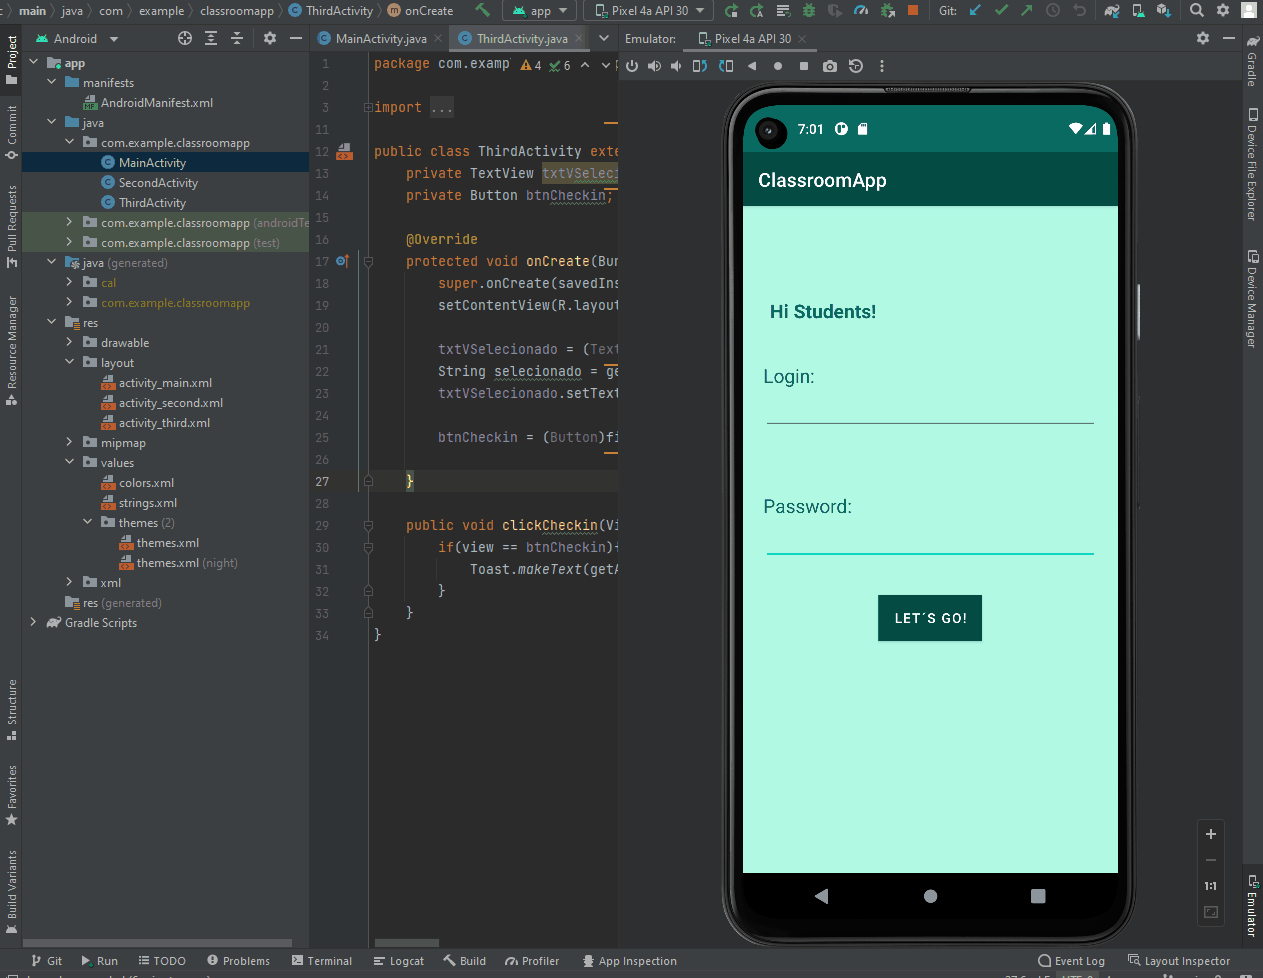 main
java
com
example
classroomapp
ThirdActivity
onCreate
app
Pixel 4a API 30
Git:
Android
MainActivity.java
ThirdActivity.java
Emulator:
Pixel 4a API 30
Project
Commit
Pull Requests
Resource Manager
Structure
Favorites
Build Variants
app
manifests
AndroidManifest.xml
java
com.example.classroomapp
MainActivity
SecondActivity
ThirdActivity
com.example.classroomapp (androidTe
com.example.classroomapp (test)
java (generated)
cal
com.example.classroomapp
res
drawable
layout
activity_main.xml
activity_second.xml
activity_third.xml
mipmap
values
colors.xml
strings.xml
themes (2)
themes.xml
themes.xml (night)
xml
res (generated)
Gradle Scripts
4 6
1 package com.examp
2
3 import ...
11
12 public class ThirdActivity exte
13 private TextView txtVSeleci
14 private Button btnCheckin;
15
16 @Override
17 protected void onCreate(Bun
18 super.onCreate(savedIns
19 setContentView(R.layout
20
21 txtVSelecionado = (Text
22 String selecionado = ge
23 txtVSelecionado.setText
24
25 btnCheckin = (Button)fi
26
27 }
28
29 public void clickCheckin(Vi
30 if(view == btnCheckin){
31 Toast.makeText(getA
32 }
33 }
34 }
7:01
ClassroomApp
Hi Students!
Login:
Password:
LET´S GO!
1:1
Gradle
Device File Explorer
Device Manager
Emulator
Git
Run
TODO
Problems
Terminal
Logcat
Build
Profiler
App Inspection
Event Log
Layout Inspector